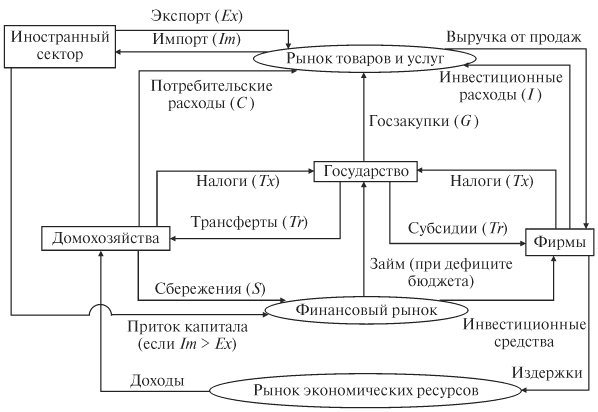 Экспорт (Ex)
Иностранный
сектор
Импорт (Im)
Выручка от продаж
Рынок товаров и услуг
Потребительские
расходы (C)
Инвестиционные
расходы (I)
Госзакупки (G)
Государство
Налоги (Tx)
Налоги (Tx)
Трансферты (Tr)
Субсидии (Tr)
Домохозяйства
Фирмы
Займ (при дефиците
бюджета)
Сбережения (S)
Финансовый рынок
Приток капитала
(если Im > Ex)
Инвестиционные
средства
Издержки
Доходы
Рынок экономических ресурсов